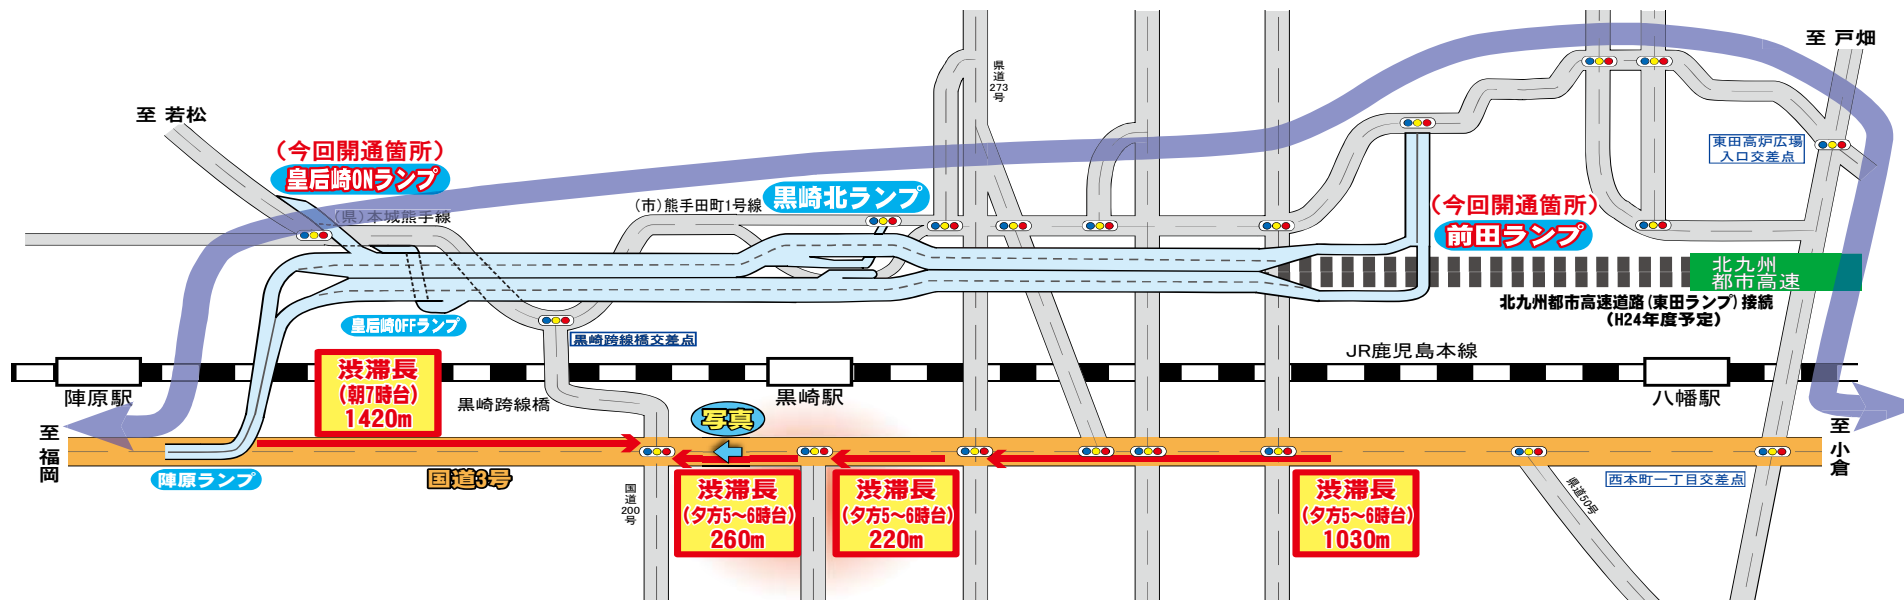 至 戸畑
県道273号
至 若松
(今回開通箇所)
皇后崎ONランプ
(県)本城熊手線
(市)熊手田町1号線
黒崎北ランプ
東田高炉広場
入口交差点
(今回開通箇所)
前田ランプ
北九州
都市高速
北九州都市高速道路(東田ランプ)接続
(H24年度予定)
皇后崎OFFランプ
黒崎跨線橋交差点
JR鹿児島本線
陣原駅
渋滞長
(朝7時台)
1420m
黒崎跨線橋
黒崎駅
八幡駅
写真
至福岡
至小倉
陣原ランプ
国道3号
国道200号
渋滞長
(夕方5~6時台)
260m
渋滞長
(夕方5~6時台)
220m
渋滞長
(夕方5~6時台)
1030m
県道50号
西本町一丁目交差点